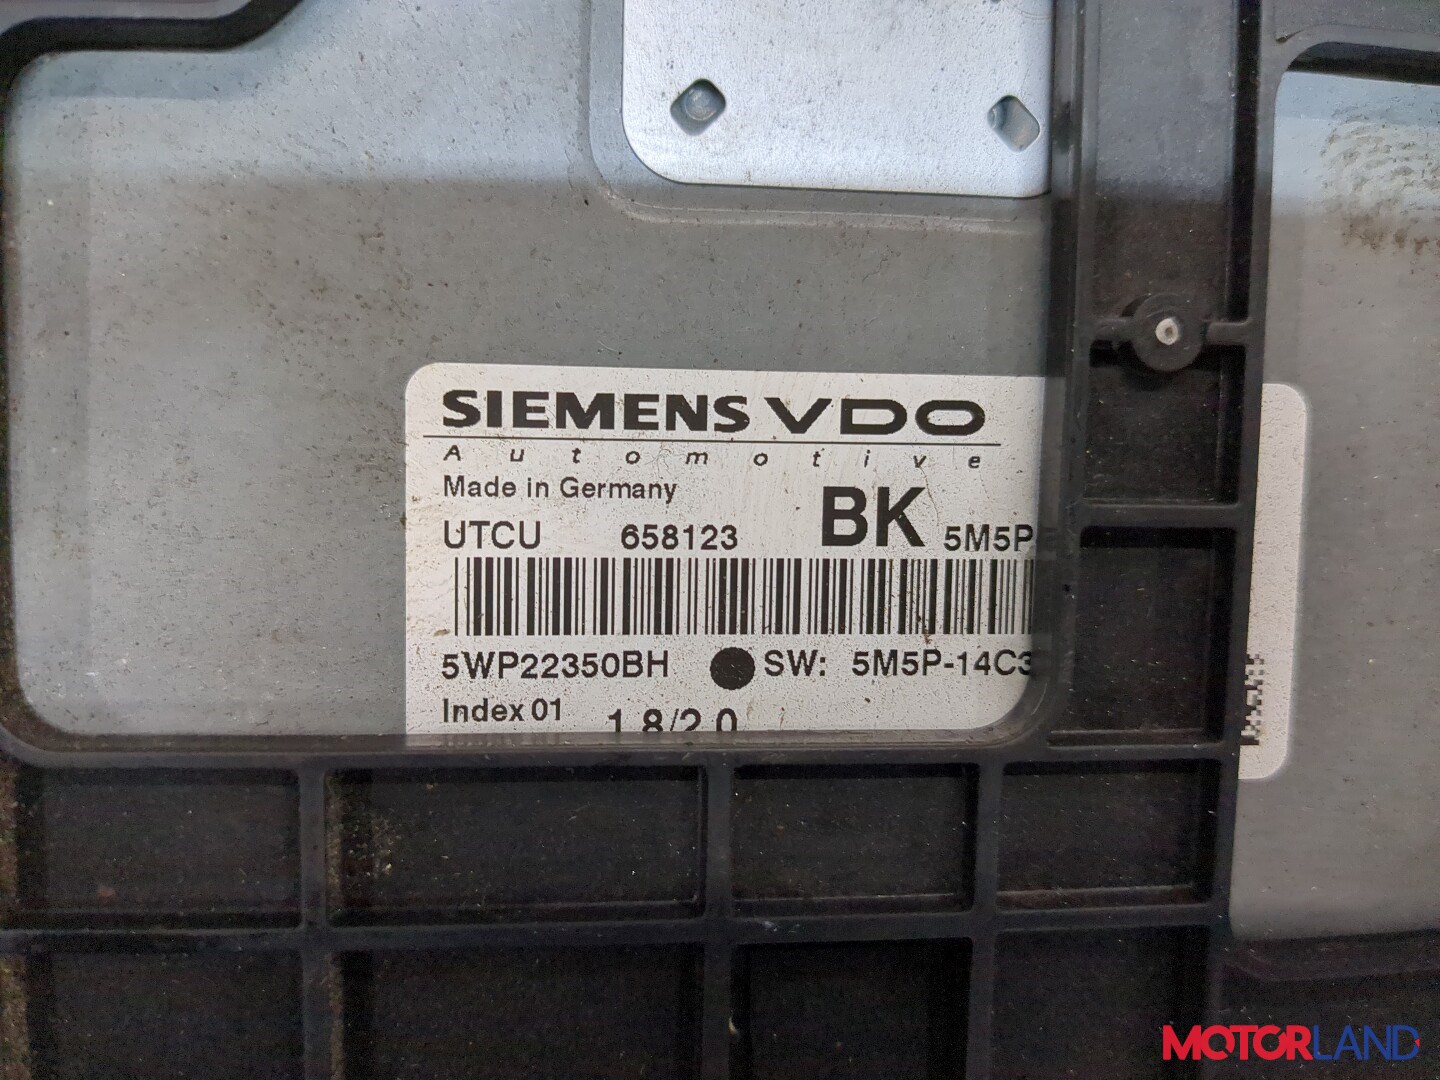 SIEMENS VDO
Automotive
Made in Germany
UTCU 658123 BK 5M5P
5WP22350BH SW: 5M5P-14C3
Index 01 1.8/2.0
MOTORLAND